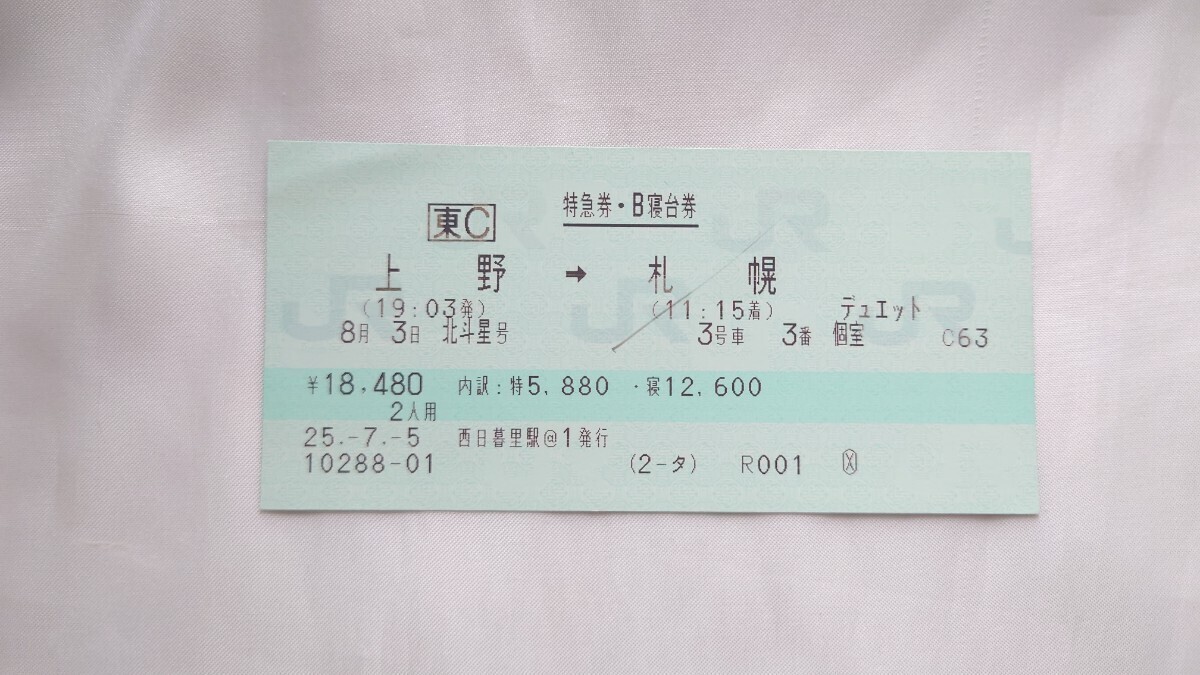 特急券・B寝台券
東C
上野 → 札幌
(19:03発) (11:15着) デュエット
8月 3日 北斗星号 3号車 3番 個室 C63
¥18,480 内訳:特5,880 ・寝12,600
2人用
25.-7.-5 西日暮里駅@1発行
10288-01 (2-タ) R001